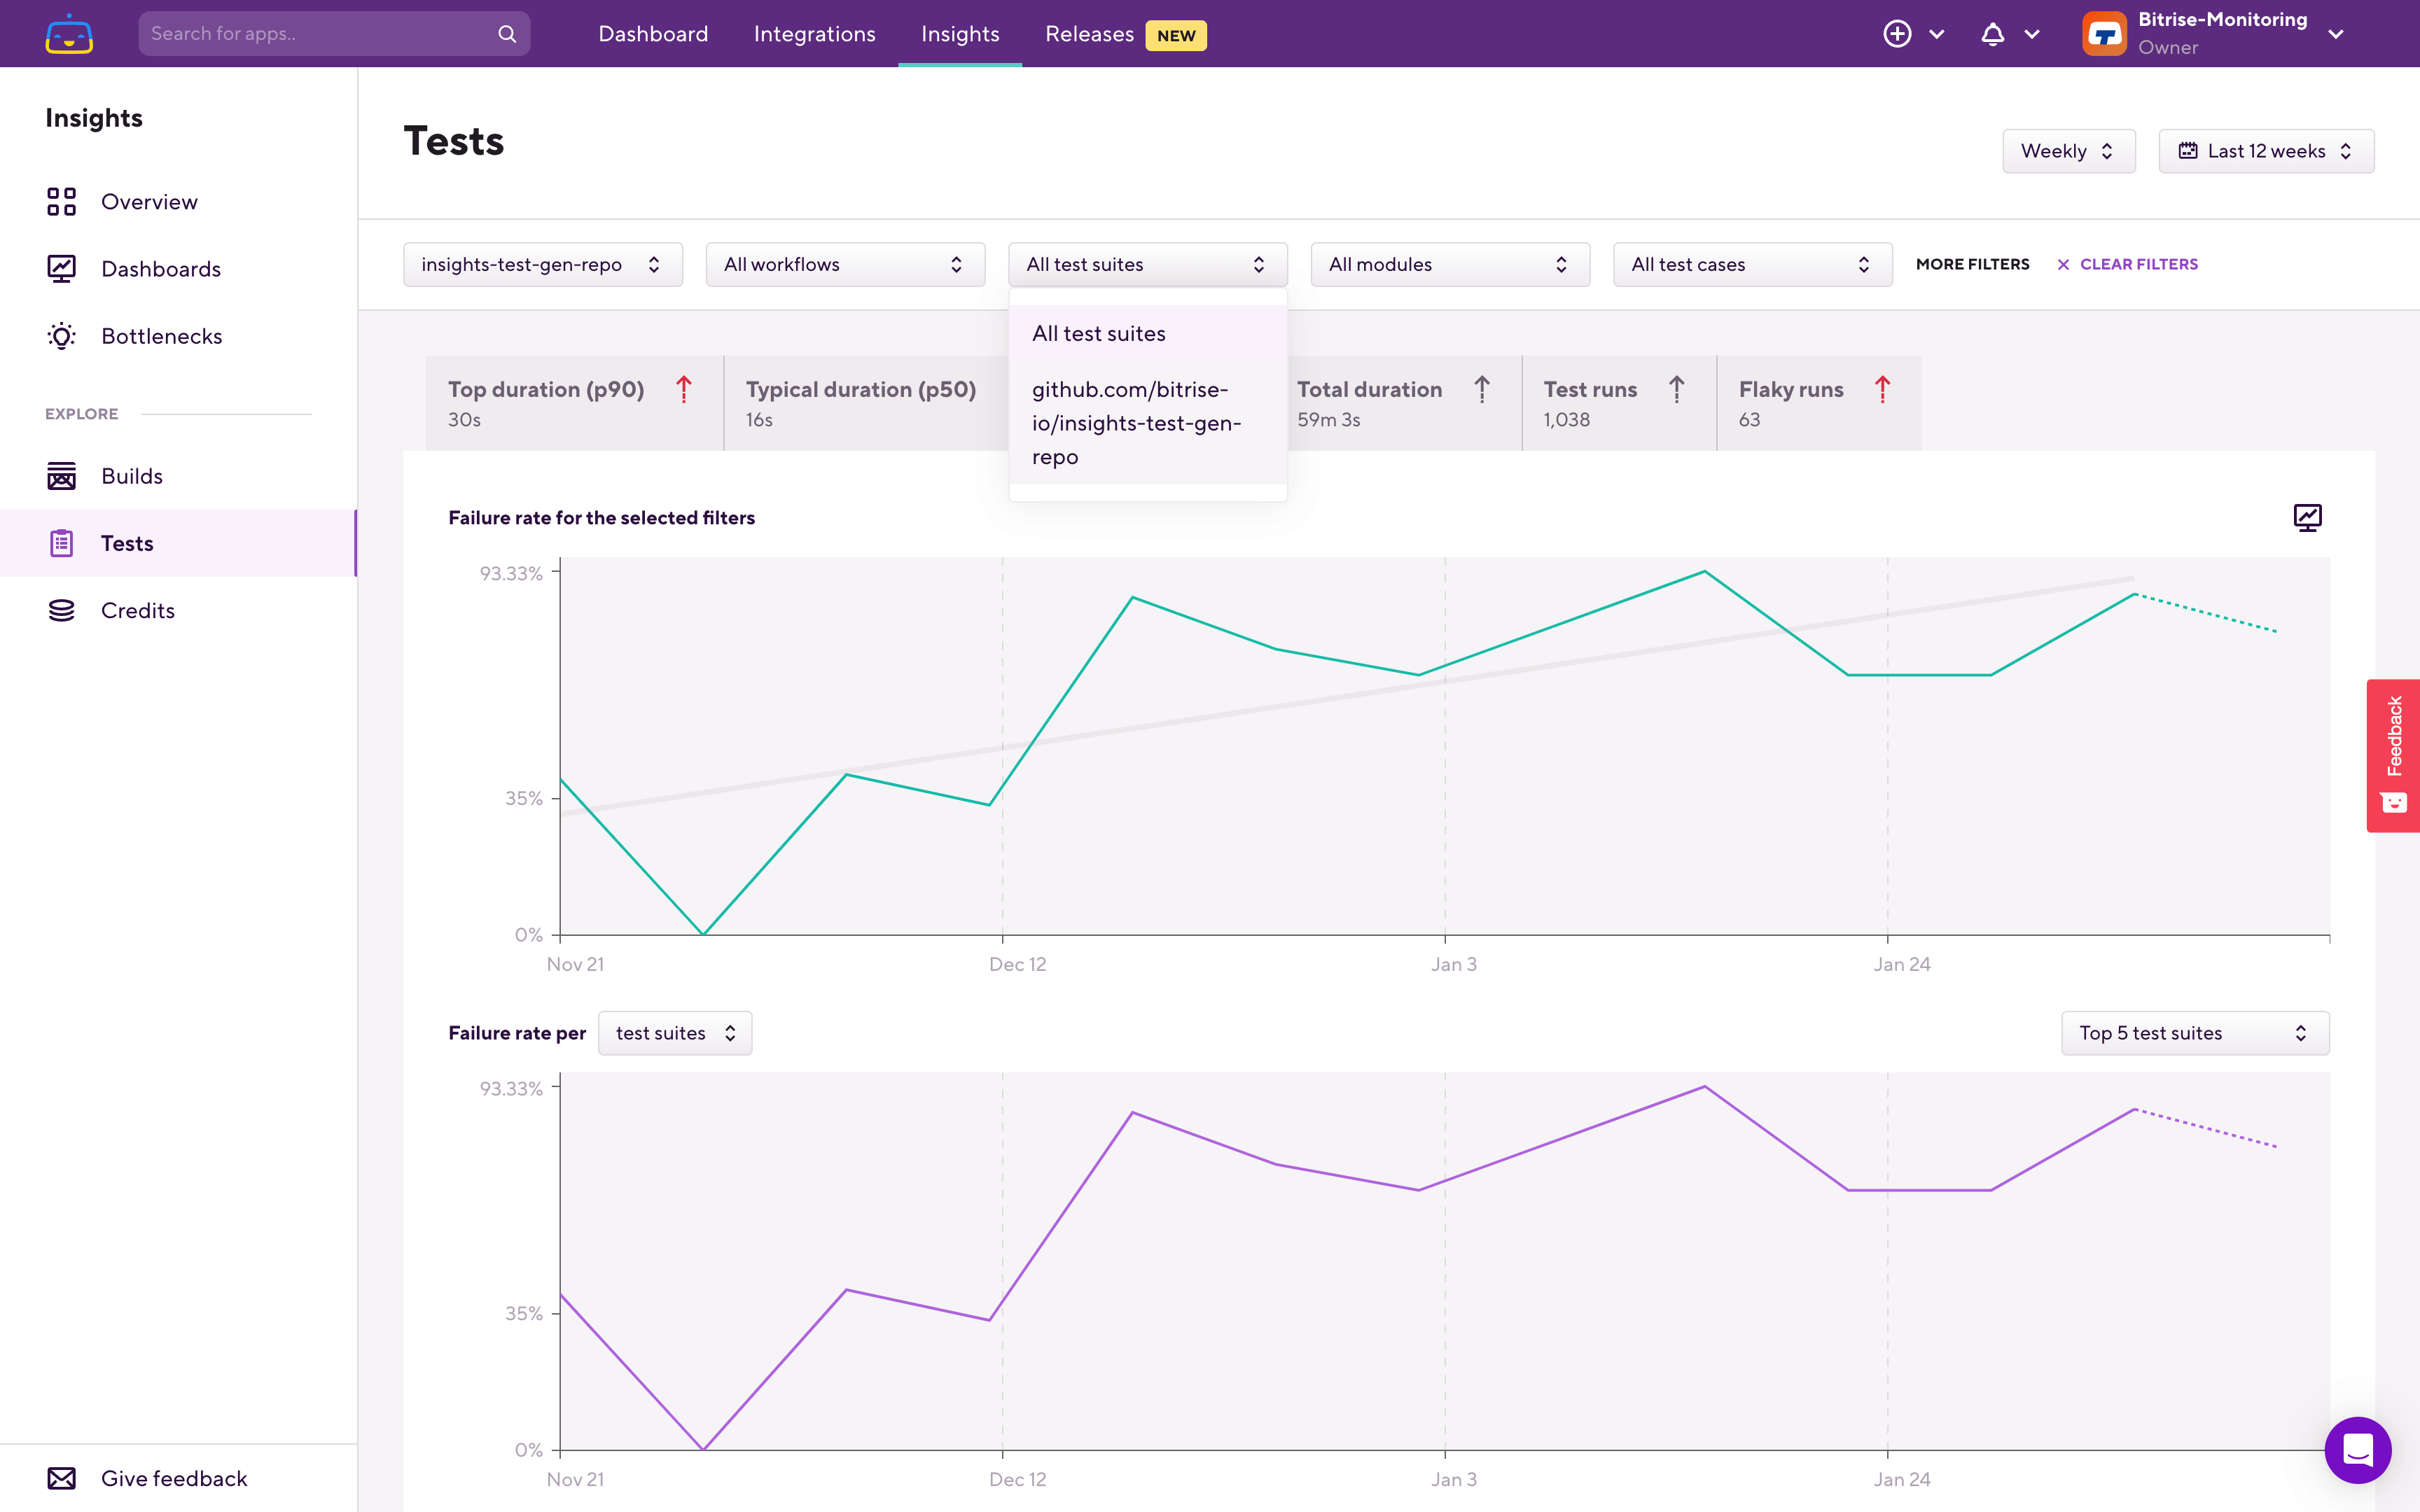 Search for apps..
Dashboard
Integrations
Insights
Releases
NEW
Bitrise-Monitoring
Owner
Insights
Overview
Dashboards
Bottlenecks
EXPLORE
Builds
Tests
Credits
Give feedback
Tests
Weekly
Last 12 weeks
insights-test-gen-repo
All workflows
All test suites
All modules
All test cases
MORE FILTERS
CLEAR FILTERS
All test suites
github.com/bitrise-
io/insights-test-gen-
repo
Top duration (p90)
30s
Typical duration (p50)
16s
Total duration
59m 3s
Test runs
1,038
Flaky runs
63
Failure rate for the selected filters
93.33%
35%
0%
Nov 21
Dec 12
Jan 3
Jan 24
Failure rate per
test suites
Top 5 test suites
93.33%
35%
0%
Nov 21
Dec 12
Jan 3
Jan 24
Feedback